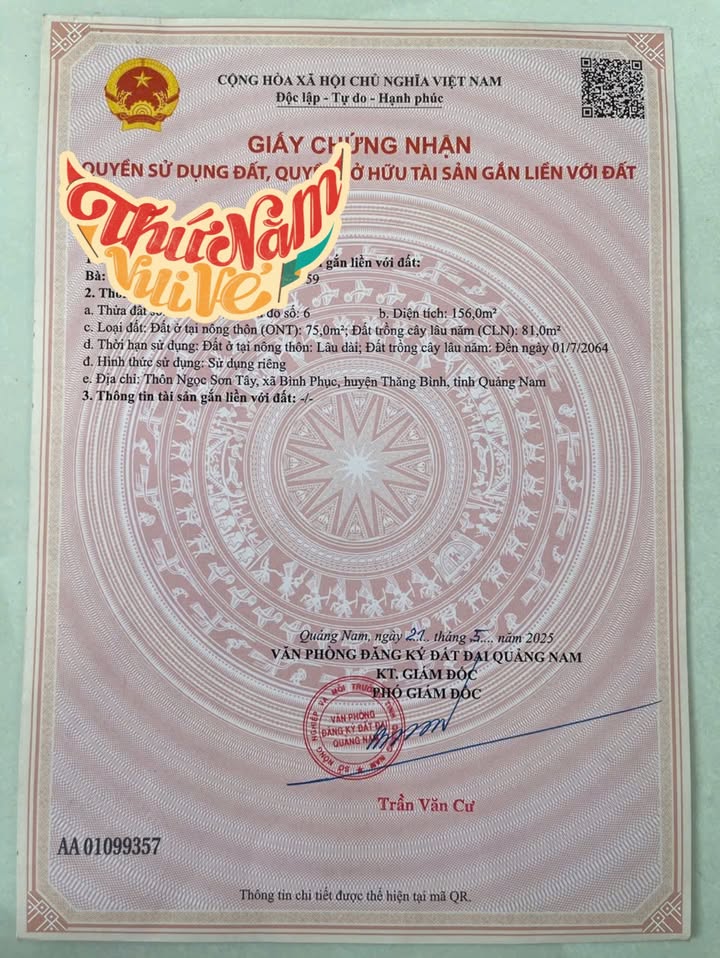 CỘNG HÒA XÃ HỘI CHỦ NGHĨA VIỆT NAM
Độc lập - Tự do - Hạnh phúc
GIẤY CHỨNG NHẬN
QUYỀN SỬ DỤNG ĐẤT, HỮU TÀI SẢN GẮN LIỀN VỚI ĐẤT
Thứ Năm
Vui Vẻ
gắn liền với đất:
Bà: 59
2.
a. Thửa đất số: 6 b. Diện tích: 156,0m²
c. Loại đất: Đất ở tại nông thôn (ONT): 75,0m²; Đất trồng cây lâu năm (CLN): 81,0m²
d. Thời hạn sử dụng: Đất ở tại nông thôn: Lâu dài; Đất trồng cây lâu năm: Đến ngày 01/7/2064
đ. Hình thức sử dụng: Sử dụng riêng
e. Địa chỉ: Thôn Ngọc Sơn Tây, xã Bình Phục, huyện Thăng Bình, tỉnh Quảng Nam
3. Thông tin tài sản gắn liền với đất: -/-
Quảng Nam, ngày 21 tháng 5 năm 2025
VĂN PHÒNG ĐĂNG KÝ ĐẤT ĐAI QUẢNG NAM
KT. GIÁM ĐỐC
PHÓ GIÁM ĐỐC
VĂN PHÒNG
ĐĂNG KÝ ĐẤT ĐAI
QUẢNG NAM
Trần Văn Cư
AA 01099357
Thông tin chi tiết được thể hiện tại mã QR.